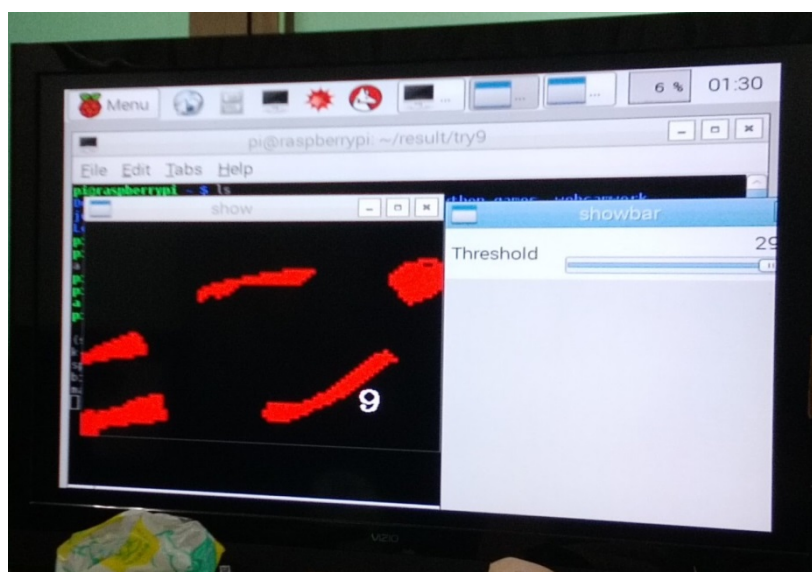 Menu
...
...
...
6 %
01:30
pi@raspberrypi: ~/result/try9
File Edit Tabs Help
pi@raspberrypi ~ $ ls
show
showbar
Threshold
29
9
VIZIO